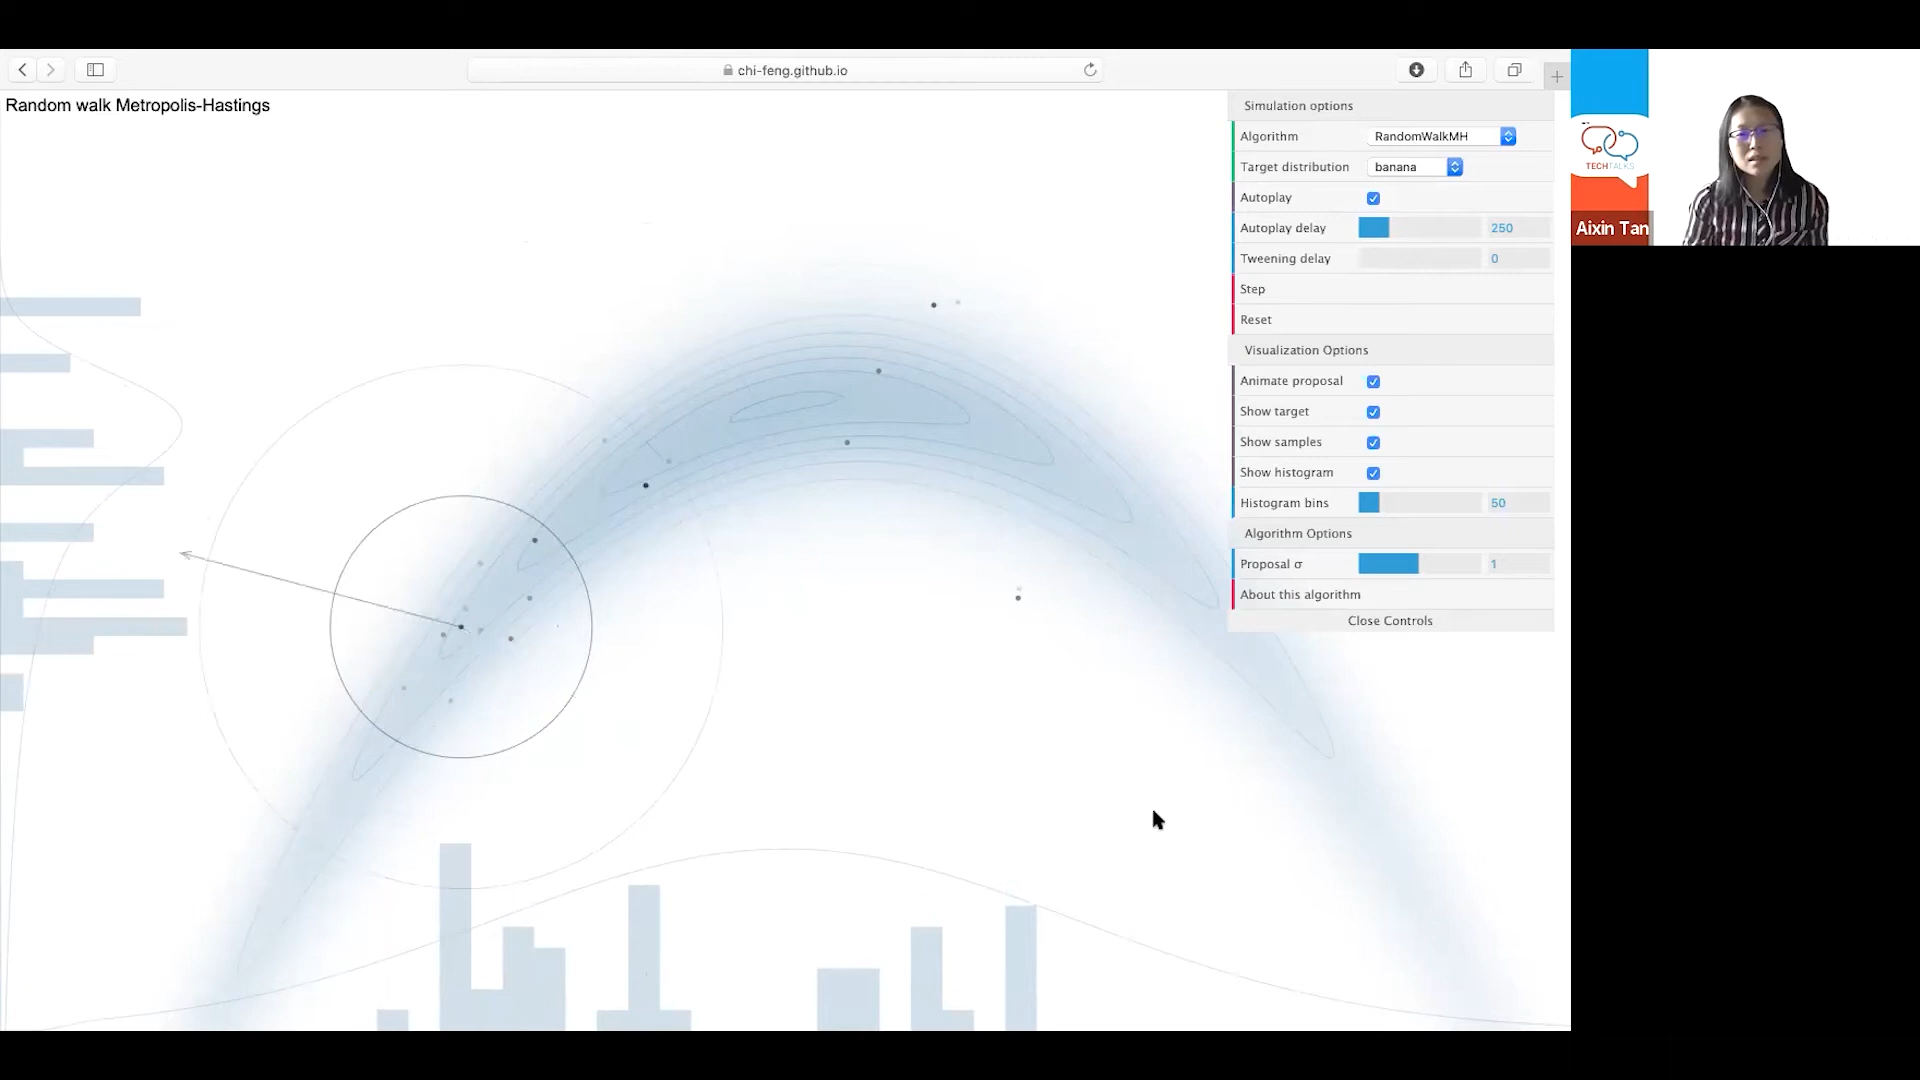 chi-feng.github.io
Random walk Metropolis-Hastings
Simulation options
Algorithm RandomWalkMH
Target distribution banana
Autoplay
Autoplay delay 250
Tweening delay 0
Step
Reset
Visualization Options
Animate proposal
Show target
Show samples
Show histogram
Histogram bins 50
Algorithm Options
Proposal σ 1
About this algorithm
Close Controls
TECHTALKS
Aixin Tan